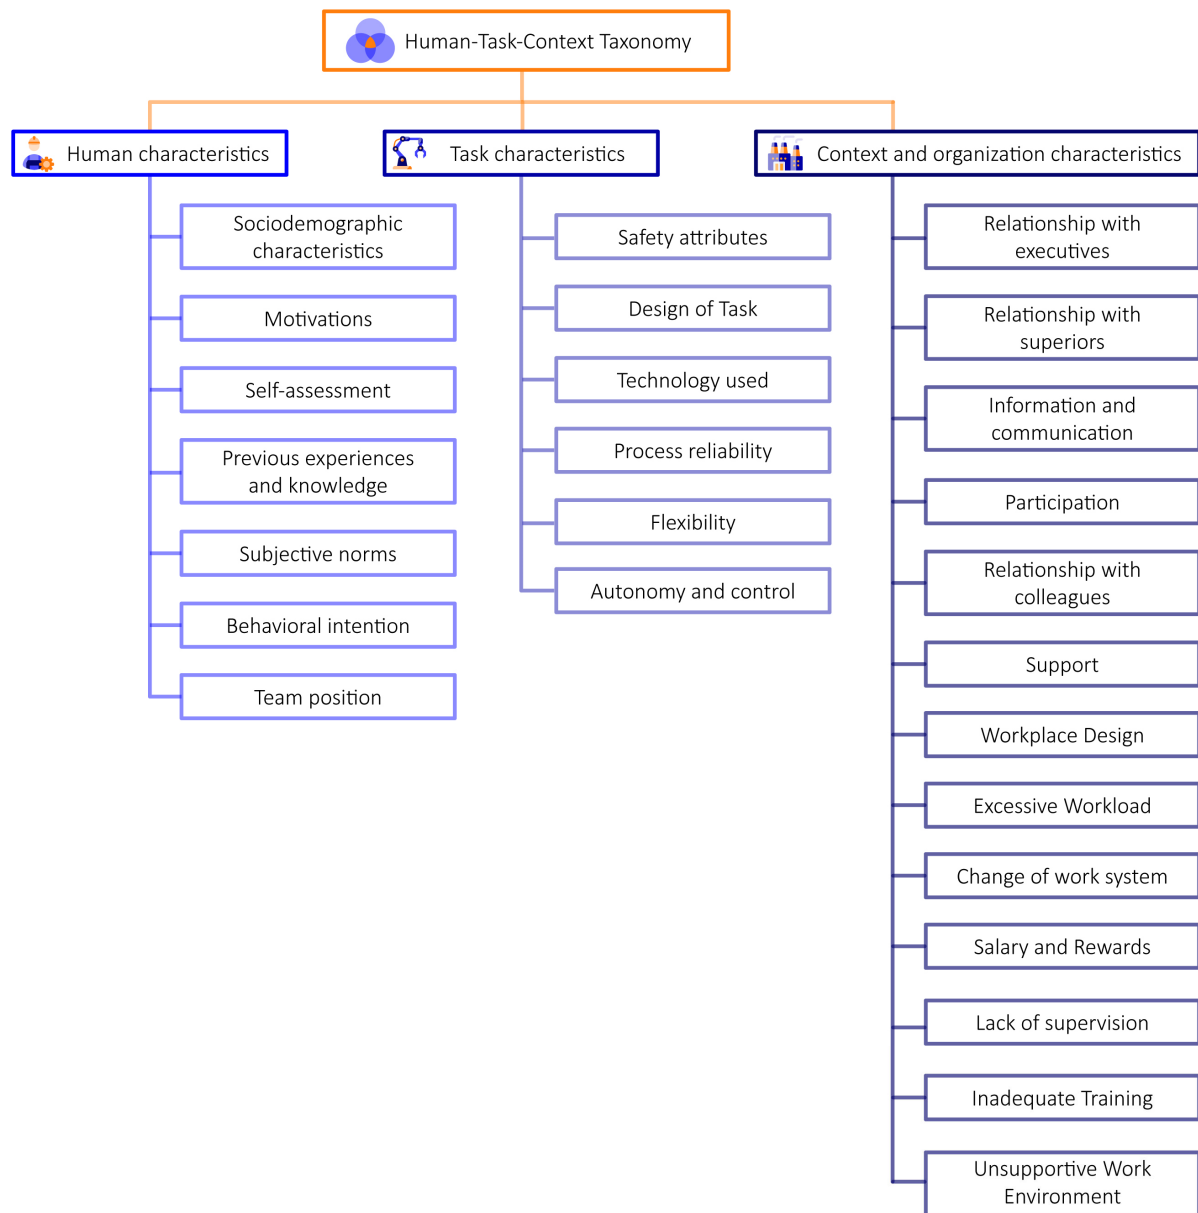 Human-Task-Context Taxonomy
Human characteristics
Sociodemographic
characteristics
Motivations
Self-assessment
Previous experiences
and knowledge
Subjective norms
Behavioral intention
Team position
Task characteristics
Safety attributes
Design of Task
Technology used
Process reliability
Flexibility
Autonomy and control
Context and organization characteristics
Relationship with
executives
Relationship with
superiors
Information and
communication
Participation
Relationship with
colleagues
Support
Workplace Design
Excessive Workload
Change of work system
Salary and Rewards
Lack of supervision
Inadequate Training
Unsupportive Work
Environment